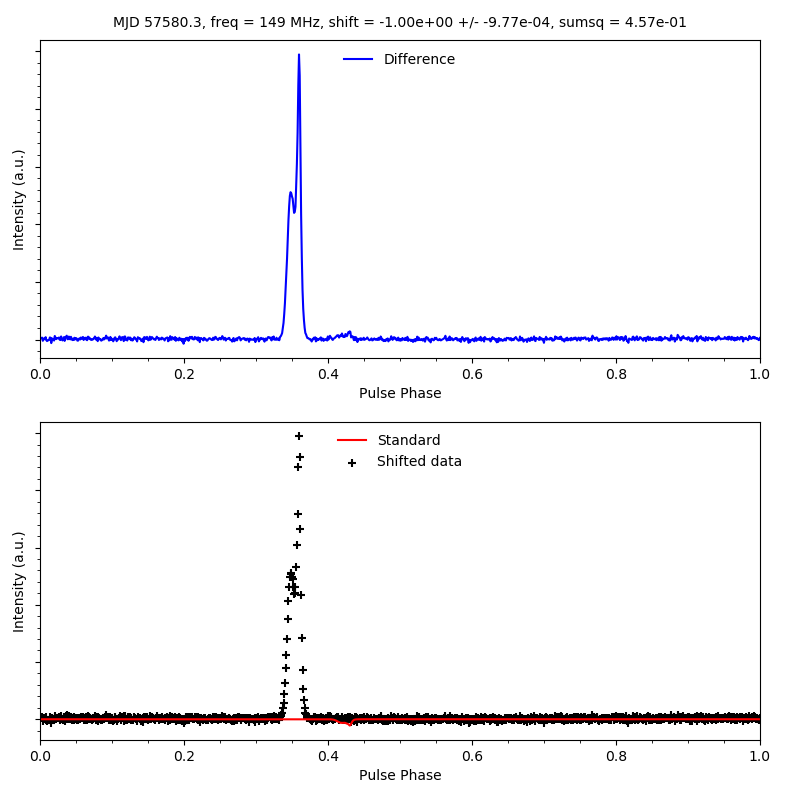 MJD 57580.3, freq = 149 MHz, shift = -1.00e+00 +/- -9.77e-04, sumsq = 4.57e-01
Difference
Intensity (a.u.)
0.0 0.2 0.4 0.6 0.8 1.0
Pulse Phase
Standard
Shifted data
Intensity (a.u.)
0.0 0.2 0.4 0.6 0.8 1.0
Pulse Phase